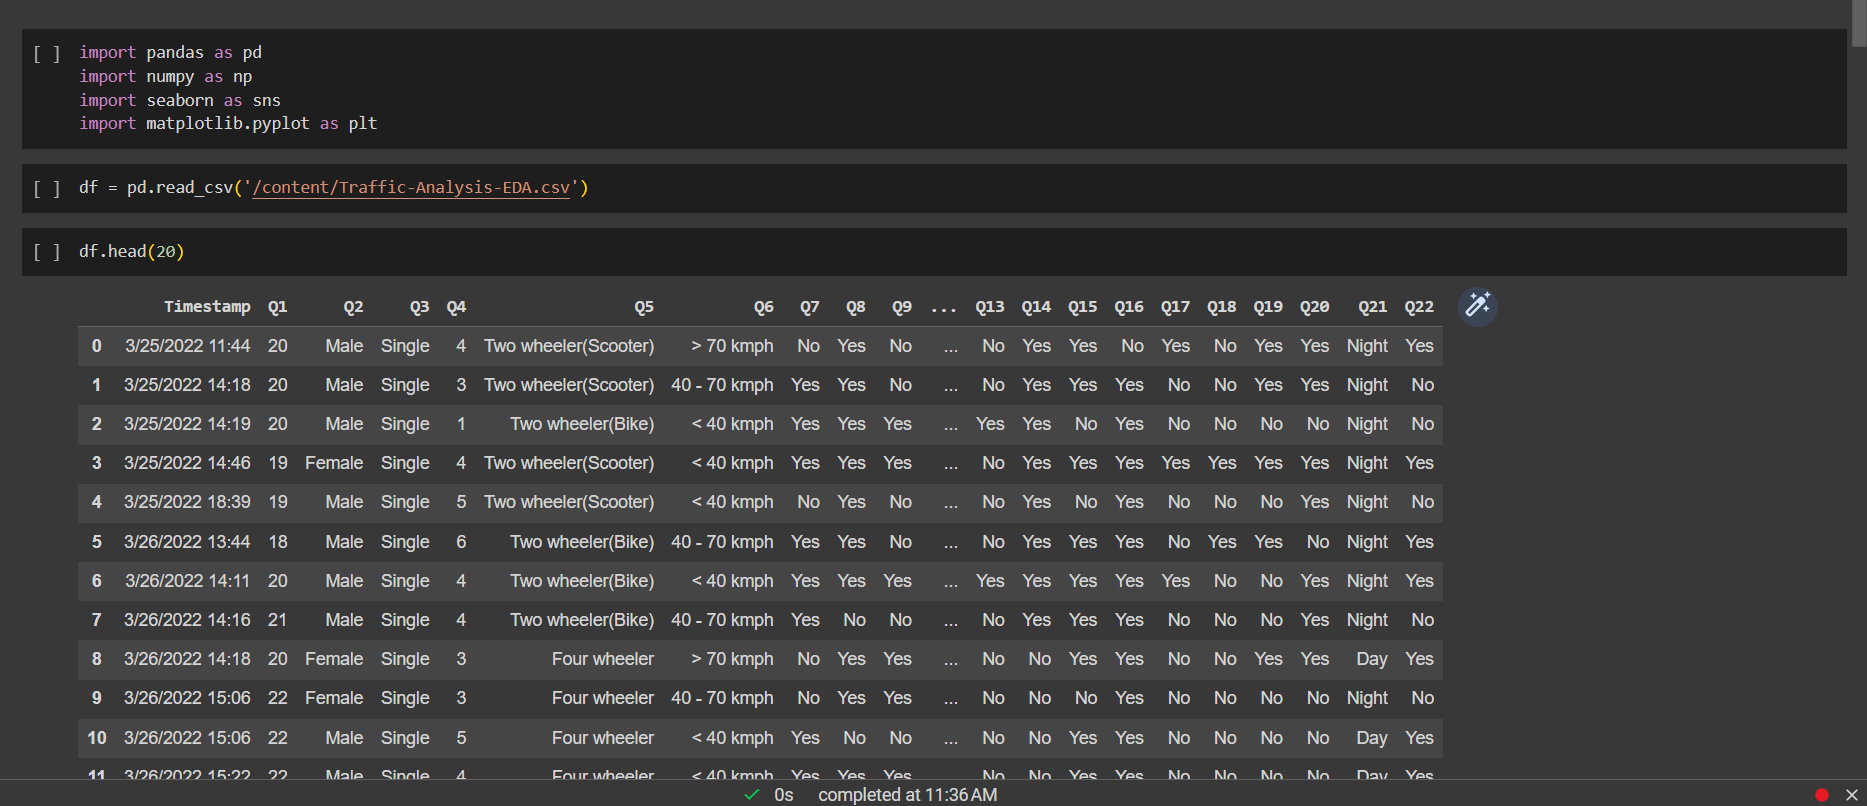 [ ] import pandas as pd
import numpy as np
import seaborn as sns
import matplotlib.pyplot as plt
[ ] df = pd.read_csv('/content/Traffic-Analysis-EDA.csv')
[ ] df.head(20)
Timestamp Q1 Q2 Q3 Q4 Q5 Q6 Q7 Q8 Q9 ... Q13 Q14 Q15 Q16 Q17 Q18 Q19 Q20 Q21 Q22
0 3/25/2022 11:44 20 Male Single 4 Two wheeler(Scooter) > 70 kmph No Yes No ... No Yes Yes No Yes No Yes Yes Night Yes
1 3/25/2022 14:18 20 Male Single 3 Two wheeler(Scooter) 40 - 70 kmph Yes Yes No ... No Yes Yes Yes No No Yes Yes Night No
2 3/25/2022 14:19 20 Male Single 1 Two wheeler(Bike) < 40 kmph Yes Yes Yes ... Yes Yes No Yes No No No No Night No
3 3/25/2022 14:46 19 Female Single 4 Two wheeler(Scooter) < 40 kmph Yes Yes Yes ... No Yes Yes Yes Yes Yes Yes Yes Night Yes
4 3/25/2022 18:39 19 Male Single 5 Two wheeler(Scooter) < 40 kmph No Yes No ... No Yes No Yes No No No Yes Night No
5 3/26/2022 13:44 18 Male Single 6 Two wheeler(Bike) 40 - 70 kmph Yes Yes No ... No Yes Yes Yes No Yes Yes No Night Yes
6 3/26/2022 14:11 20 Male Single 4 Two wheeler(Bike) < 40 kmph Yes Yes Yes ... Yes Yes Yes Yes Yes No No Yes Night Yes
7 3/26/2022 14:16 21 Male Single 4 Two wheeler(Bike) 40 - 70 kmph Yes No No ... No Yes Yes Yes No No No Yes Night No
8 3/26/2022 14:18 20 Female Single 3 Four wheeler > 70 kmph No Yes Yes ... No No Yes Yes No No Yes Yes Day Yes
9 3/26/2022 15:06 22 Female Single 3 Four wheeler 40 - 70 kmph No Yes Yes ... No No No Yes No No No No Night No
10 3/26/2022 15:06 22 Male Single 5 Four wheeler < 40 kmph Yes No No ... No No Yes Yes No No No No Day Yes
11 3/26/2022 15:22 22 Male Single 4 Four wheeler < 40 kmph Yes Yes Yes ... No No Yes Yes No No No No Day Yes
0s completed at 11:36 AM